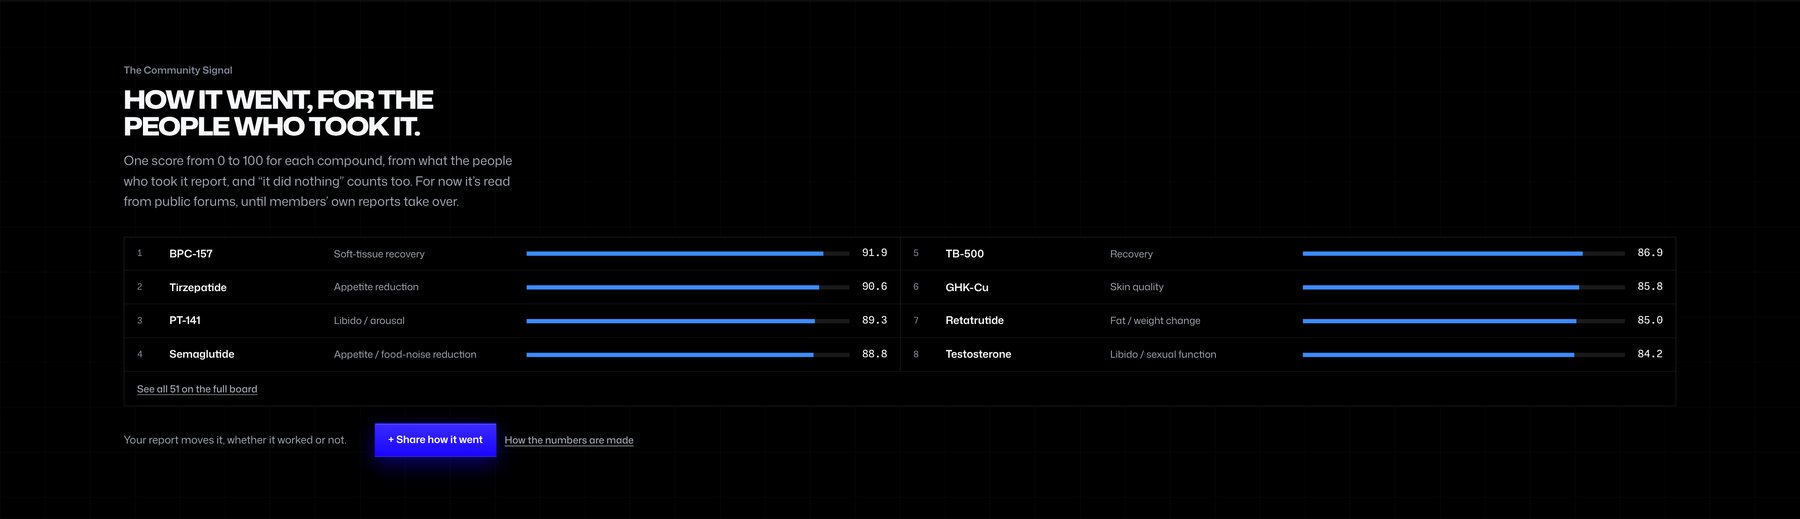 The Community Signal
HOW IT WENT, FOR THE
PEOPLE WHO TOOK IT.
One score from 0 to 100 for each compound, from what the people
who took it report, and “it did nothing” counts too. For now it’s read
from public forums, until members’ own reports take over.
1 BPC-157 Soft-tissue recovery 91.9
2 Tirzepatide Appetite reduction 90.6
3 PT-141 Libido / arousal 89.3
4 Semaglutide Appetite / food-noise reduction 88.8
5 TB-500 Recovery 86.9
6 GHK-Cu Skin quality 85.8
7 Retatrutide Fat / weight change 85.0
8 Testosterone Libido / sexual function 84.2
See all 51 on the full board
Your report moves it, whether it worked or not. + Share how it went How the numbers are made